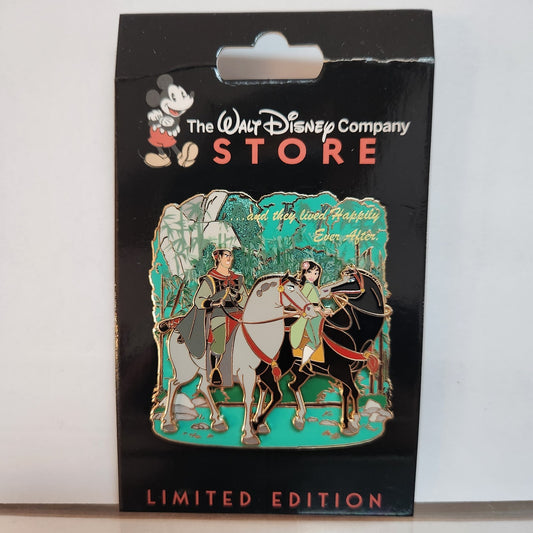 The WALT DISNEY Company
STORE
...and they lived Happily
Ever After.
LIMITED EDITION